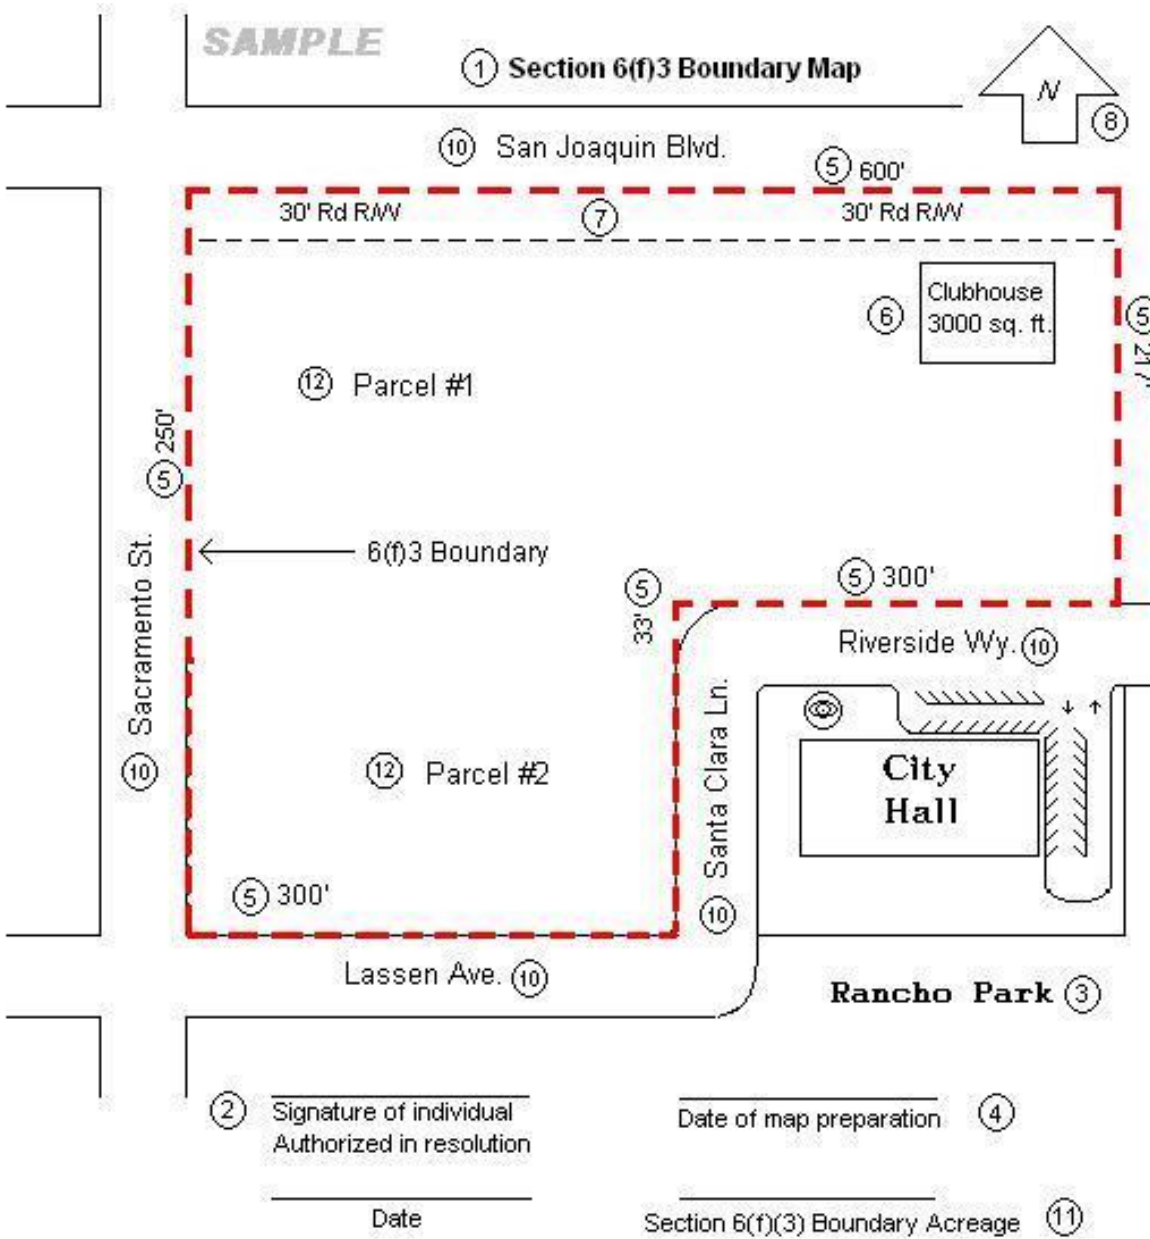 SAMPLE
1 Section 6(f)3 Boundary Map
N
8
10 San Joaquin Blvd.
5 600'
30' Rd R/W
7
30' Rd R/W
Clubhouse
3000 sq. ft.
6
5 217'
12 Parcel #1
5 250'
6(f)3 Boundary
5 33'
5 300'
Riverside Wy. 10
10 Sacramento St.
12 Parcel #2
10 Santa Clara Ln.
City
Hall
5 300'
Lassen Ave. 10
Rancho Park 3
2 Signature of individual
Authorized in resolution
Date of map preparation 4
Date
Section 6(f)(3) Boundary Acreage 11